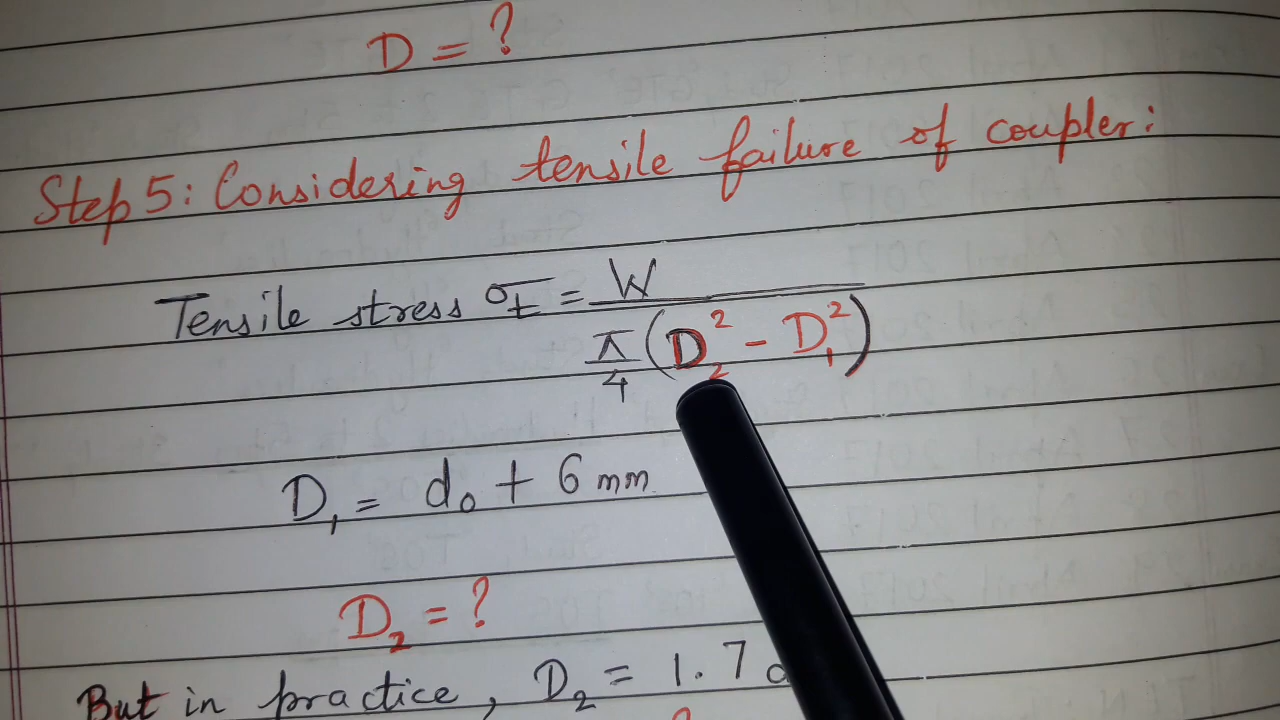 D = ?
Step 5: Considering tensile failure of coupler:
Tensile stress σt = W
π/4 (D₂² - D₁²)
D₁ = d₀ + 6 mm
D₂ = ?
But in practice, D₂ = 1.7 d